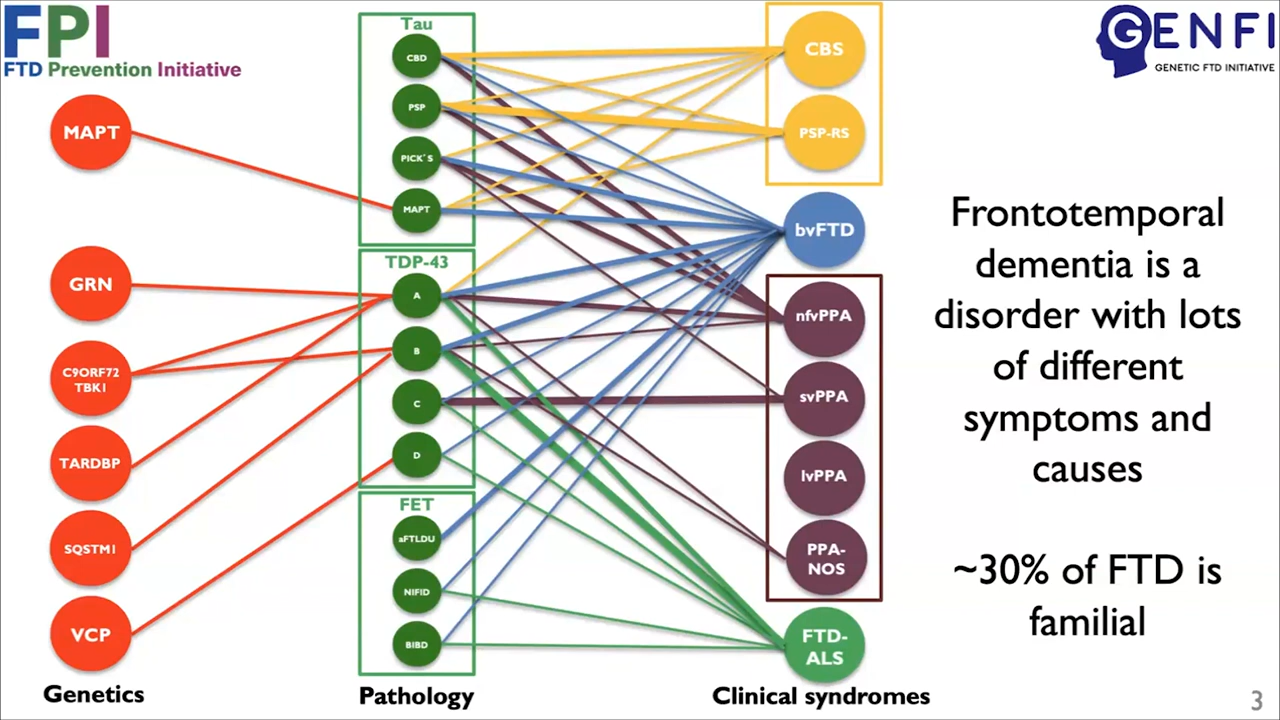 FPI
FTD Prevention Initiative
GENFI
GENETIC FTD INITIATIVE
MAPT
GRN
C9ORF72
TBK1
TARDBP
SQSTM1
VCP
Genetics
Tau
CBD
PSP
PICK´S
MAPT
TDP-43
A
B
C
D
FET
aFTLDU
NIFID
BIBD
Pathology
CBS
PSP-RS
bvFTD
nfvPPA
svPPA
lvPPA
PPA-
NOS
FTD-
ALS
Clinical syndromes
Frontotemporal
dementia is a
disorder with lots
of different
symptoms and
causes
~30% of FTD is
familial
3